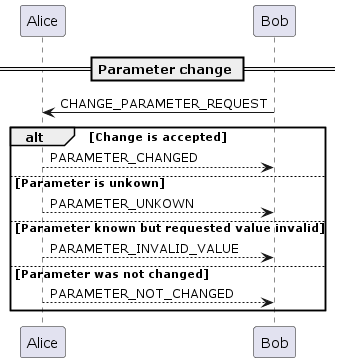 Alice Bob
Parameter change
CHANGE_PARAMETER_REQUEST
alt [Change is accepted]
PARAMETER_CHANGED
[Parameter is unkown]
PARAMETER_UNKOWN
[Parameter known but requested value invalid]
PARAMETER_INVALID_VALUE
[Parameter was not changed]
PARAMETER_NOT_CHANGED
Alice Bob